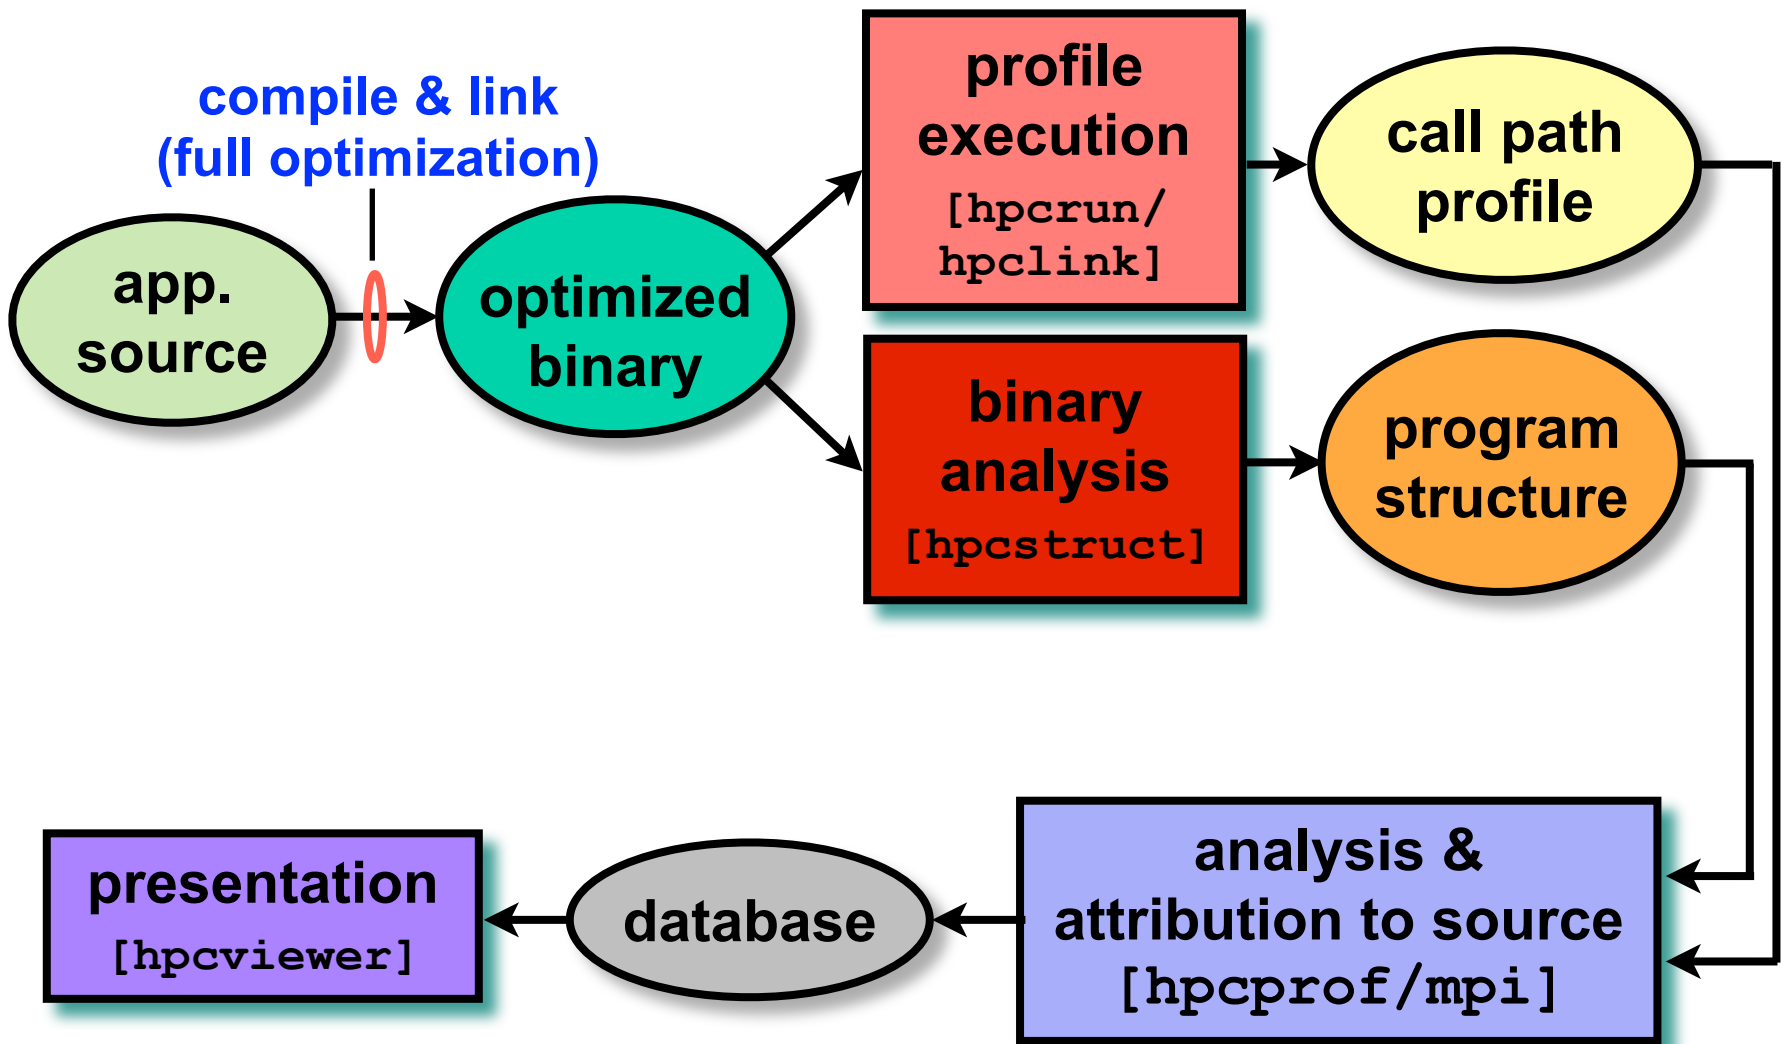 compile & link
(full optimization)
app.
source
optimized
binary
profile
execution
[hpcrun/
hpclink]
call path
profile
binary
analysis
[hpcstruct]
program
structure
presentation
[hpcviewer]
database
analysis &
attribution to source
[hpcprof/mpi]